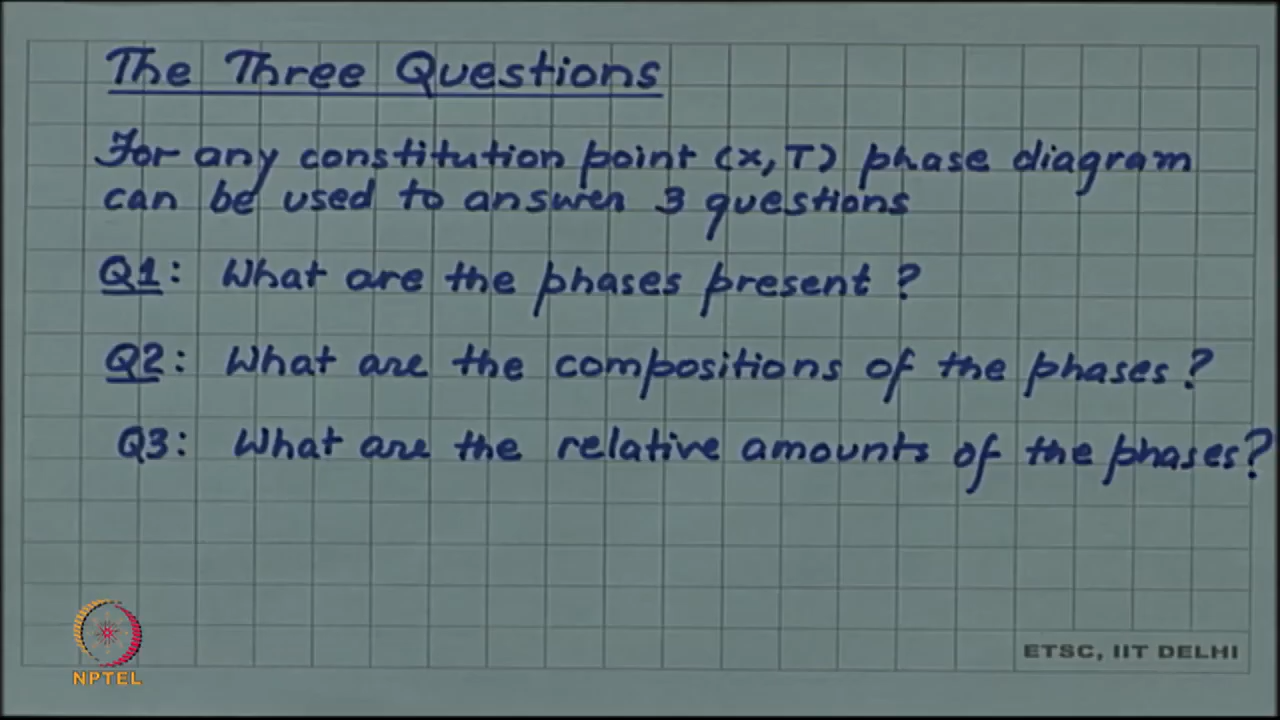 The Three Questions
For any constitution point (x, T) phase diagram
can be used to answer 3 questions
Q1: What are the phases present ?
Q2: What are the compositions of the phases ?
Q3: What are the relative amounts of the phases?
NPTEL
ETSC, IIT DELHI